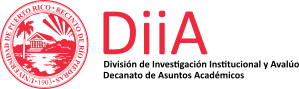 UNIVERSIDAD DE PUERTO RICO • RECINTO DE RÍO PIEDRAS
1903
DiiA
División de Investigación Institucional y Avalúo
Decanato de Asuntos Académicos